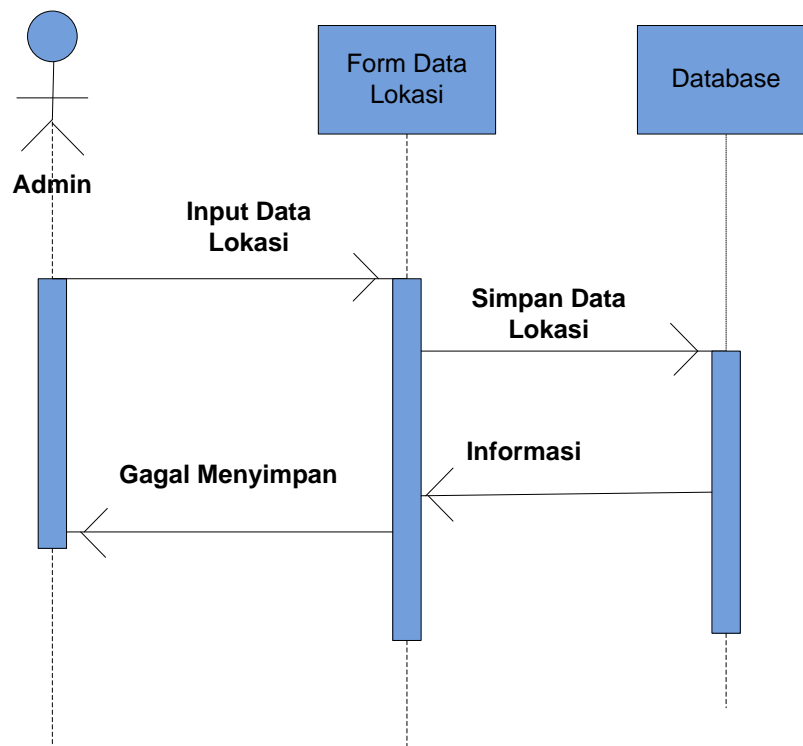 Form Data
Lokasi
Database
Admin
Input Data
Lokasi
Simpan Data
Lokasi
Informasi
Gagal Menyimpan